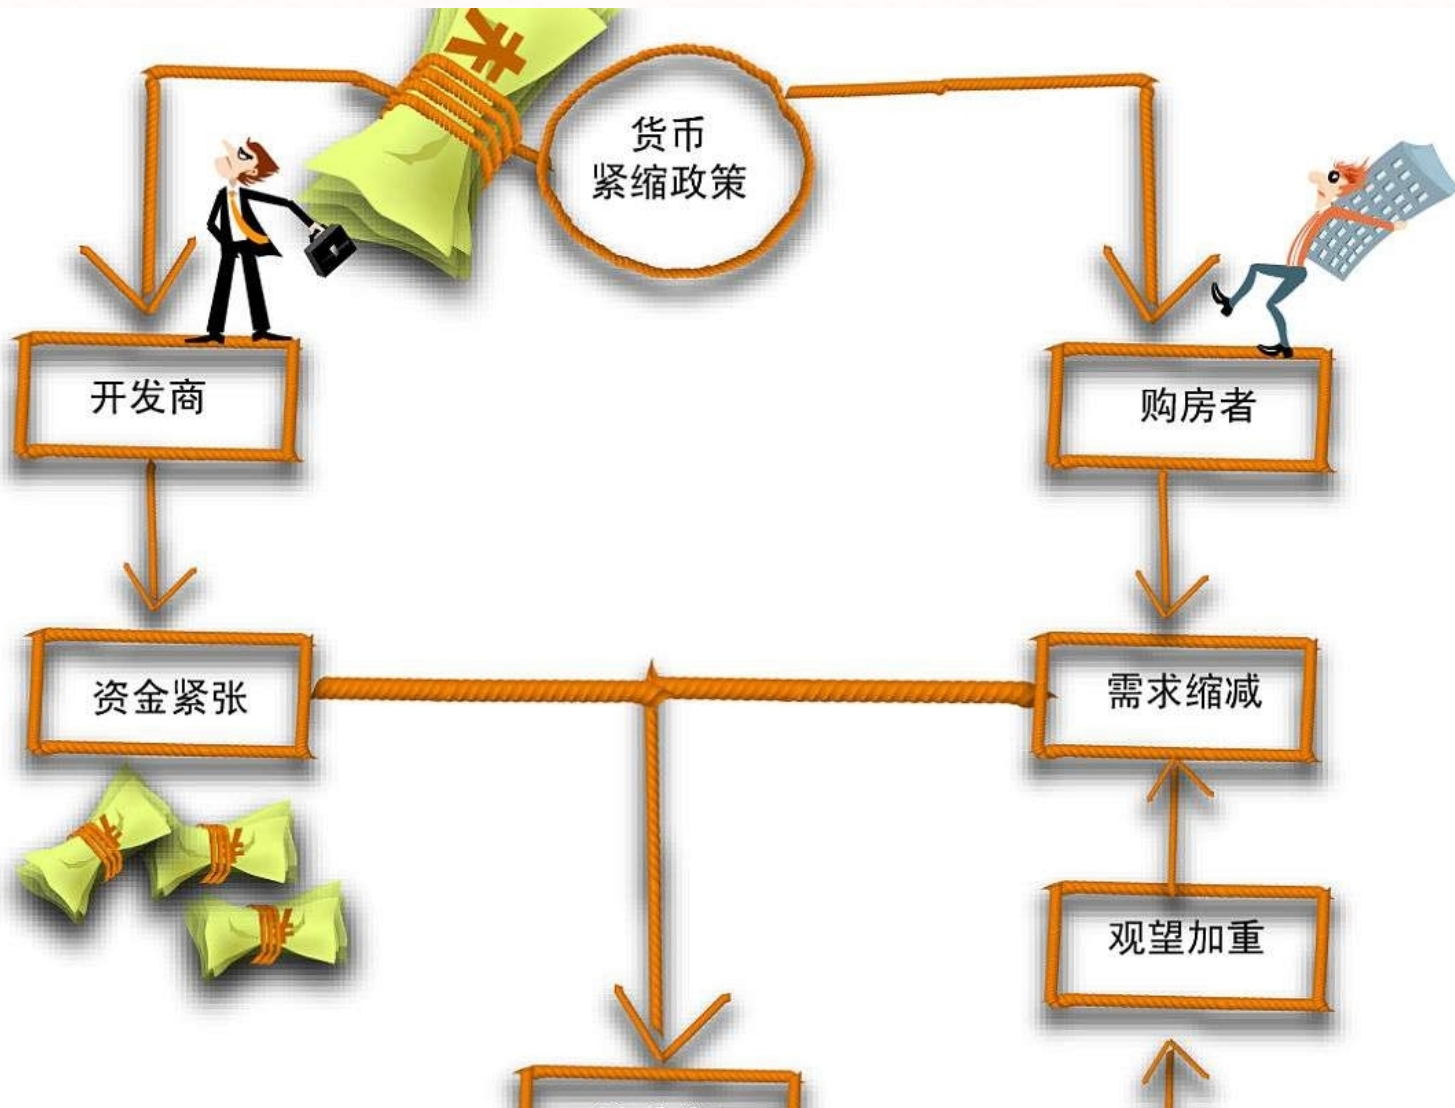 货币
紧缩政策
开发商
购房者
资金紧张
需求缩减
观望加重